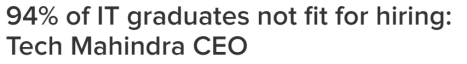 94% of IT graduates not fit for hiring:
Tech Mahindra CEO